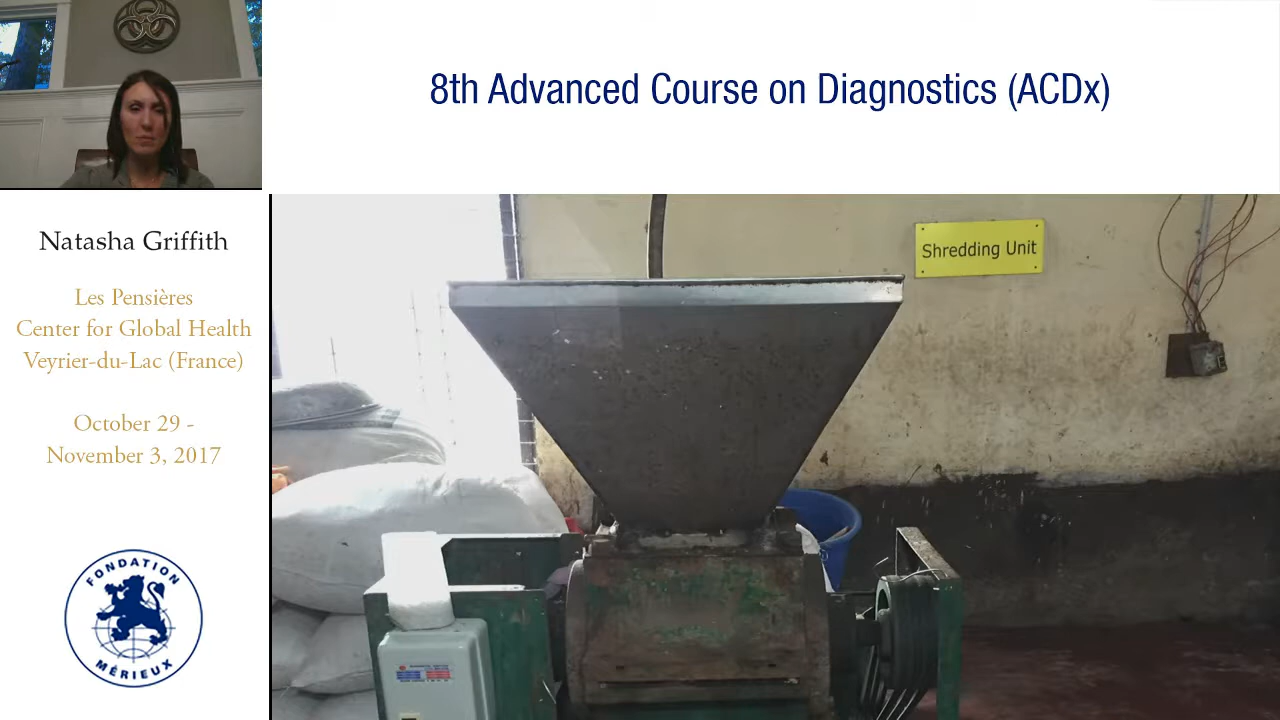 8th Advanced Course on Diagnostics (ACDx)
Natasha Griffith
Les Pensières
Center for Global Health
Veyrier-du-Lac (France)
October 29 -
November 3, 2017
FONDATION
MÉRIEUX
Shredding Unit